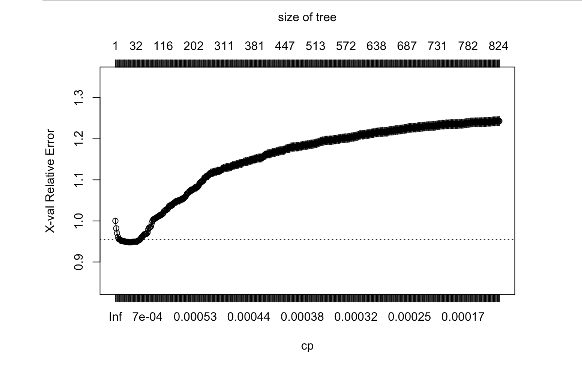 size of tree
1 32 116 202 311 381 447 513 572 638 687 731 782 824
1.3
1.2
1.1
1.0
0.9
X-val Relative Error
Inf 7e-04 0.00053 0.00044 0.00038 0.00032 0.00025 0.00017
cp